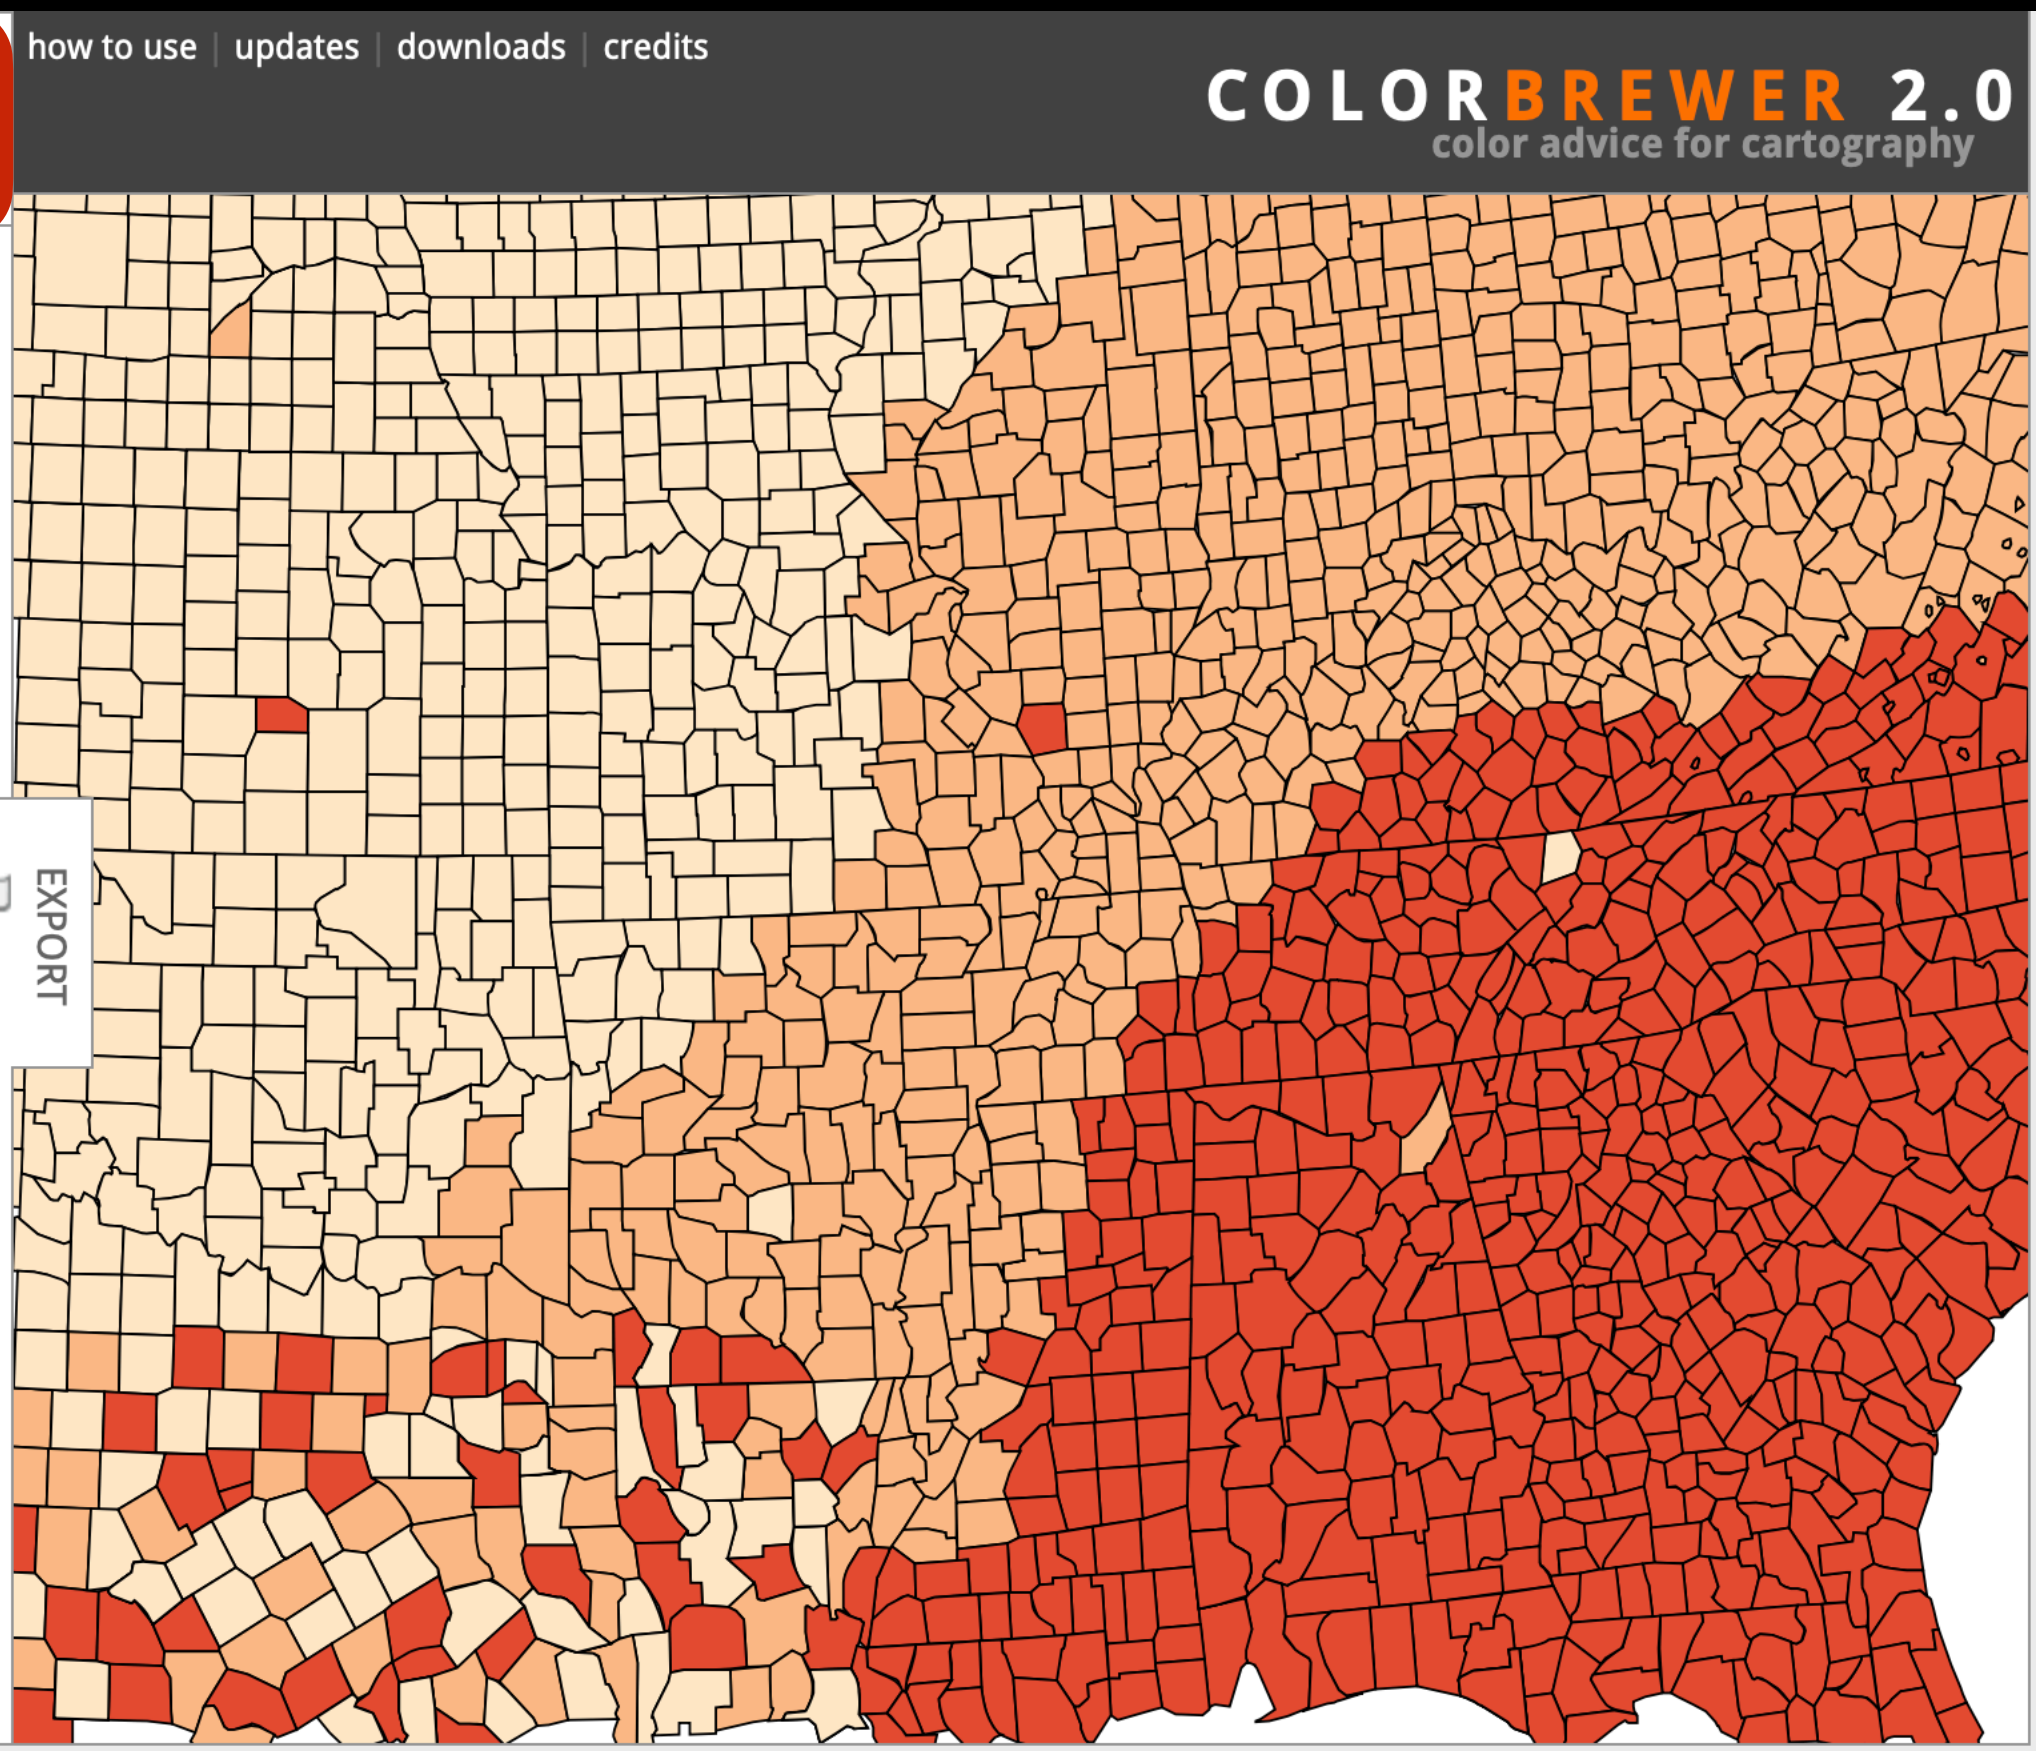 how to use | updates | downloads | credits
COLORBREWER 2.0
color advice for cartography
EXPORT